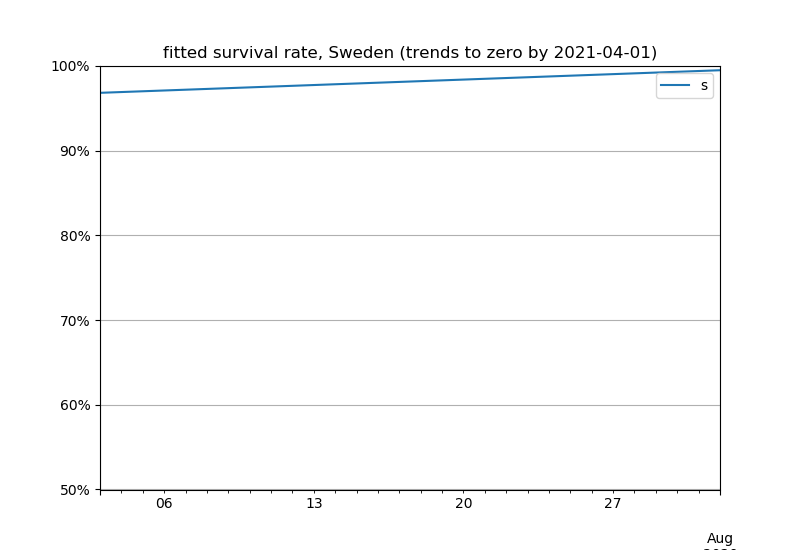 fitted survival rate, Sweden (trends to zero by 2021-04-01)
100%
s
90%
80%
70%
60%
50%
06 13 20 27
Aug